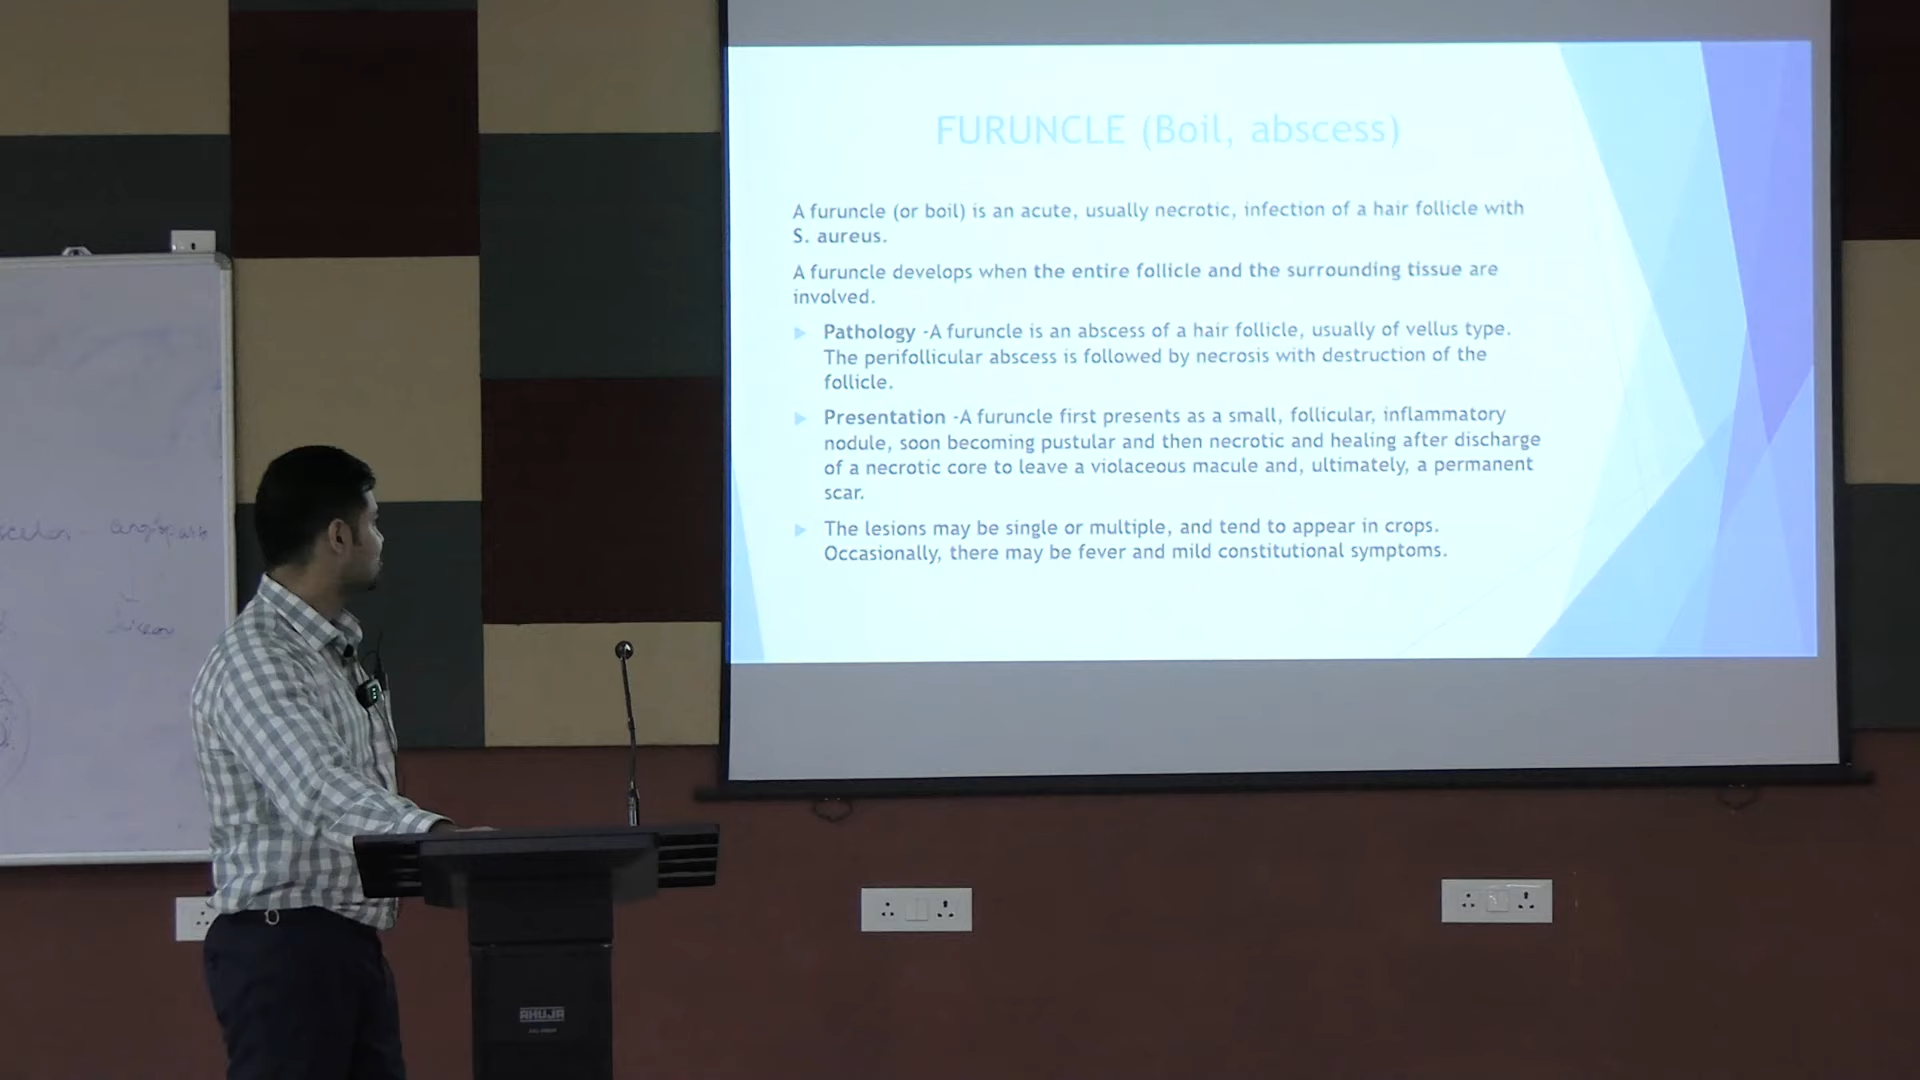 FURUNCLE (Boil, abscess)
A furuncle (or boil) is an acute, usually necrotic, infection of a hair follicle with
S. aureus.
A furuncle develops when the entire follicle and the surrounding tissue are
involved.
Pathology -A furuncle is an abscess of a hair follicle, usually of vellus type.
The perifollicular abscess is followed by necrosis with destruction of the
follicle.
Presentation -A furuncle first presents as a small, follicular, inflammatory
nodule, soon becoming pustular and then necrotic and healing after discharge
of a necrotic core to leave a violaceous macule and, ultimately, a permanent
scar.
The lesions may be single or multiple, and tend to appear in crops.
Occasionally, there may be fever and mild constitutional symptoms.
AHUJA